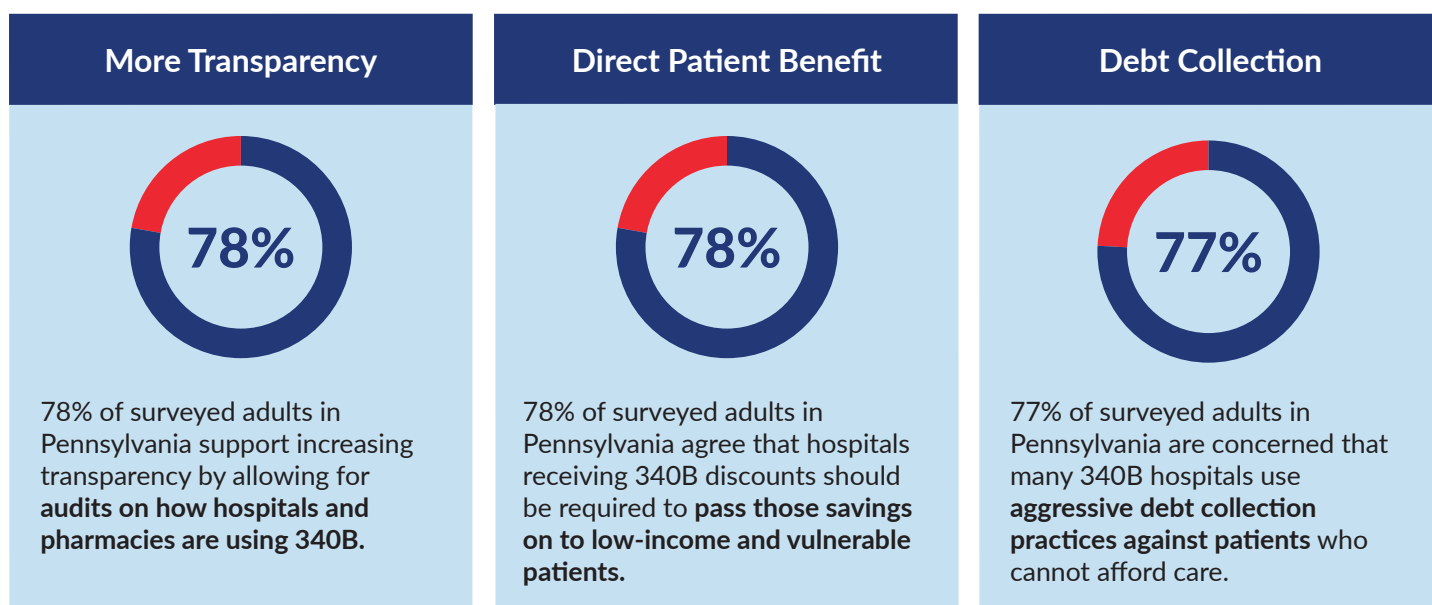 More Transparency
78%
78% of surveyed adults in
Pennsylvania support increasing
transparency by allowing for
audits on how hospitals and
pharmacies are using 340B.
Direct Patient Benefit
78%
78% of surveyed adults in
Pennsylvania agree that hospitals
receiving 340B discounts should
be required to pass those savings
on to low-income and vulnerable
patients.
Debt Collection
77%
77% of surveyed adults in
Pennsylvania are concerned that
many 340B hospitals use
aggressive debt collection
practices against patients who
cannot afford care.